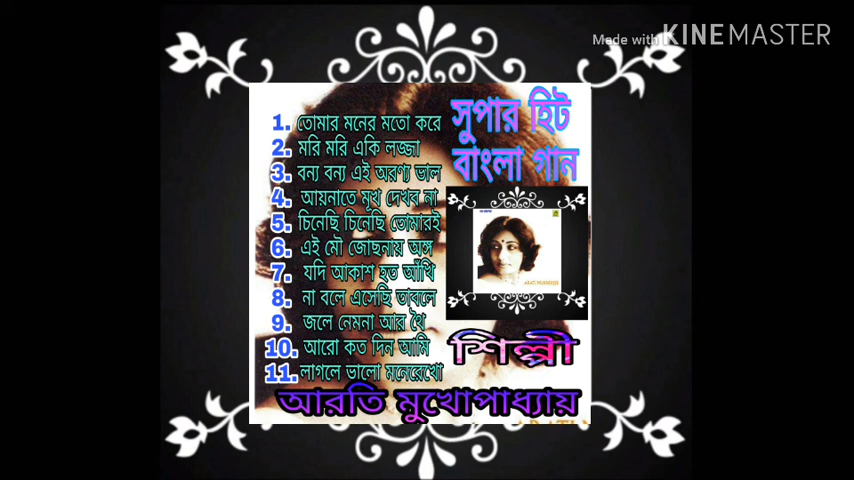 Made with KINEMASTER
সুপার হিট
বাংলা গান
1. তোমার মনের মতো করে
2. মরি মরি একি লজ্জা
3. বন্য বন্য এই অরণ্য ভাল
4. আয়নাতে মূখ দেখব না
5. চিনেছি চিনেছি তোমারই
6. এই মৌ জোছনায় অঙ্গ
7. যদি আকাশ হত আঁখি
8. না বলে এসেছি তাবলে
9. জলে নেমনা আর থৈ
10. আরো কত দিন আমি
11. লাগলে ভালো মনেরেখো
ARATI MUKHERJEE
শিল্পী
আরতি মুখোপাধ্যায়